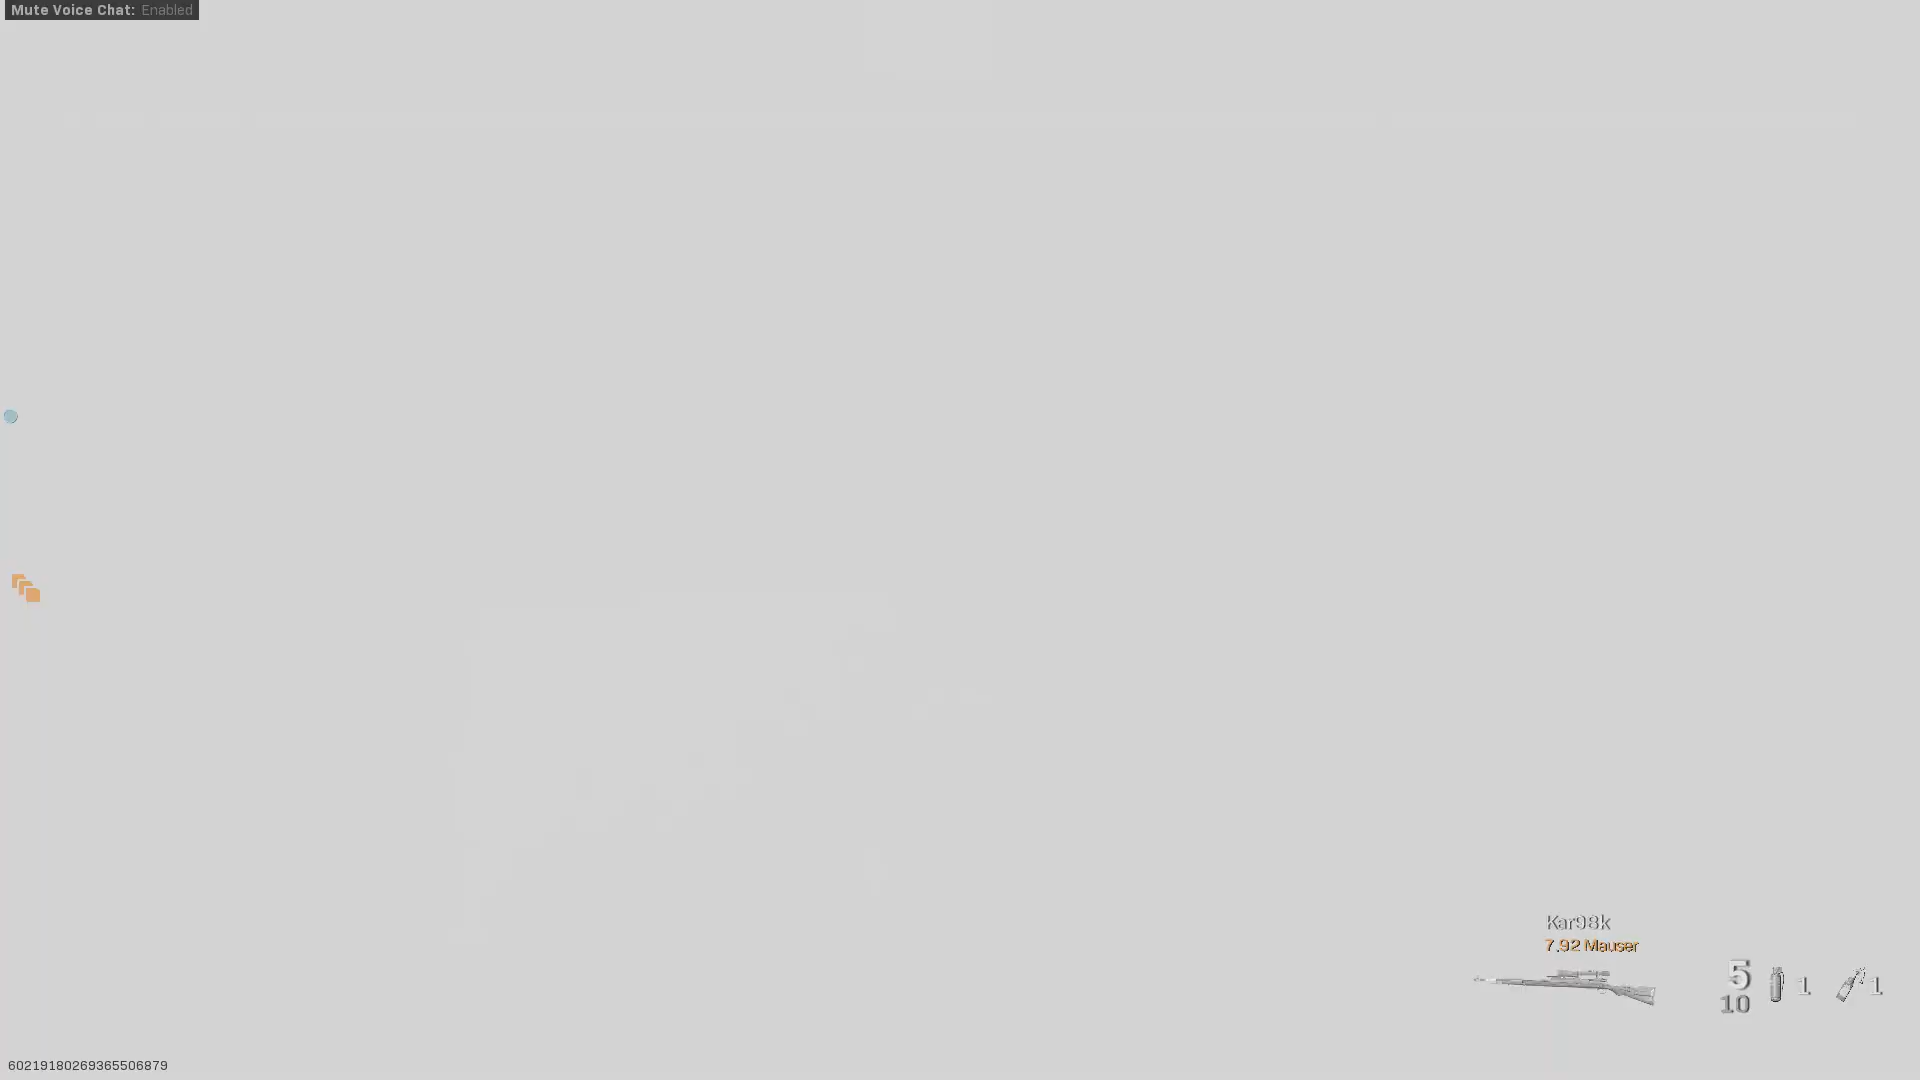 Mute Voice Chat: Enabled
Kar98k
7.92 Mauser
5
10
1
1
60219180269365506879